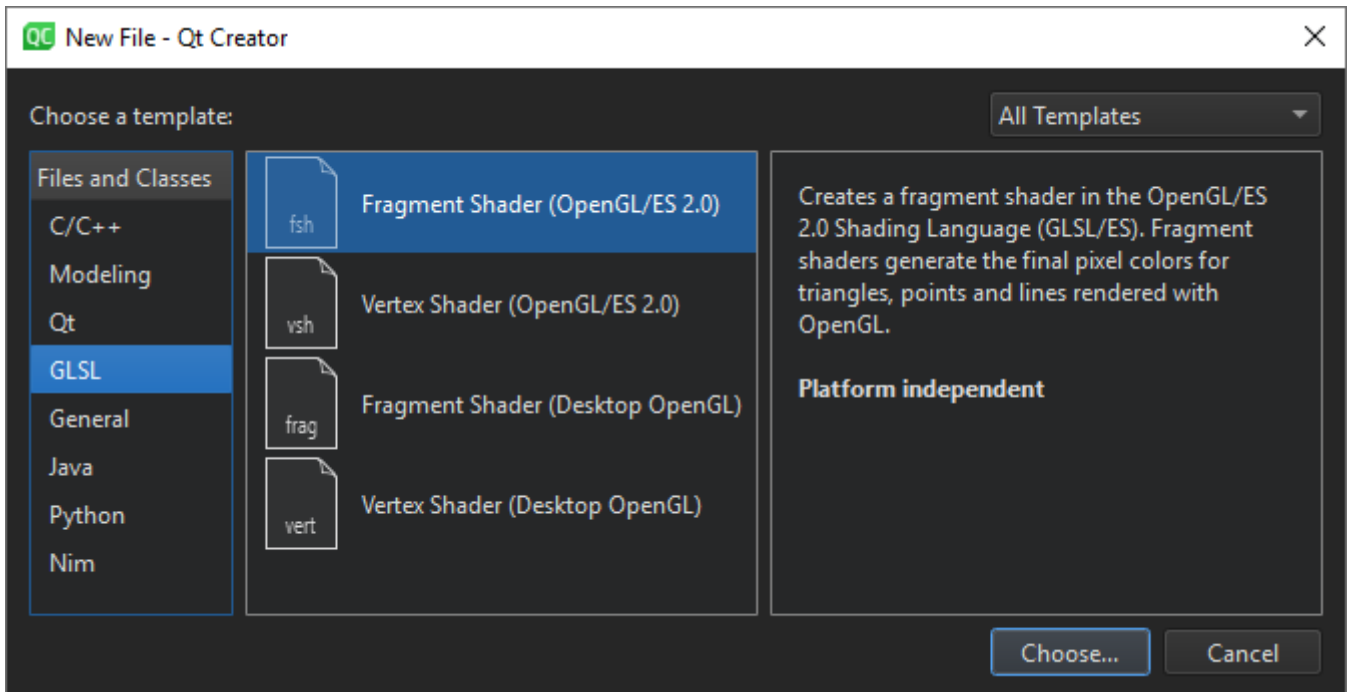 QC New File - Qt Creator
Choose a template:
All Templates
Files and Classes
C/C++
Modeling
Qt
GLSL
General
Java
Python
Nim
fsh
Fragment Shader (OpenGL/ES 2.0)
vsh
Vertex Shader (OpenGL/ES 2.0)
frag
Fragment Shader (Desktop OpenGL)
vert
Vertex Shader (Desktop OpenGL)
Creates a fragment shader in the OpenGL/ES
2.0 Shading Language (GLSL/ES). Fragment
shaders generate the final pixel colors for
triangles, points and lines rendered with
OpenGL.
Platform independent
Choose...
Cancel